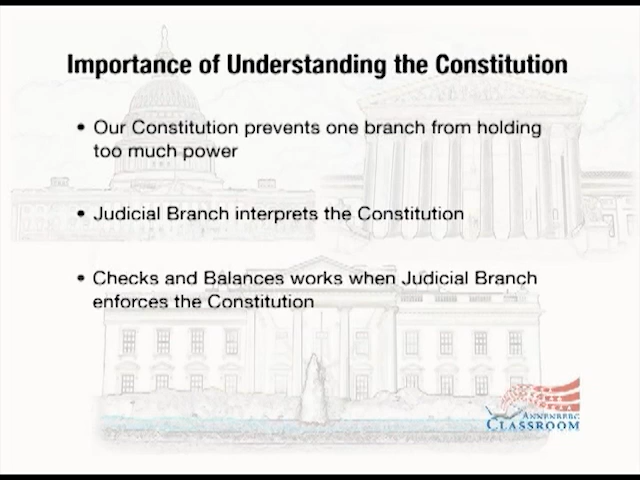 Importance of Understanding the Constitution
• Our Constitution prevents one branch from holding
too much power
• Judicial Branch interprets the Constitution
• Checks and Balances works when Judicial Branch
enforces the Constitution
ANNENBERG
CLASSROOM